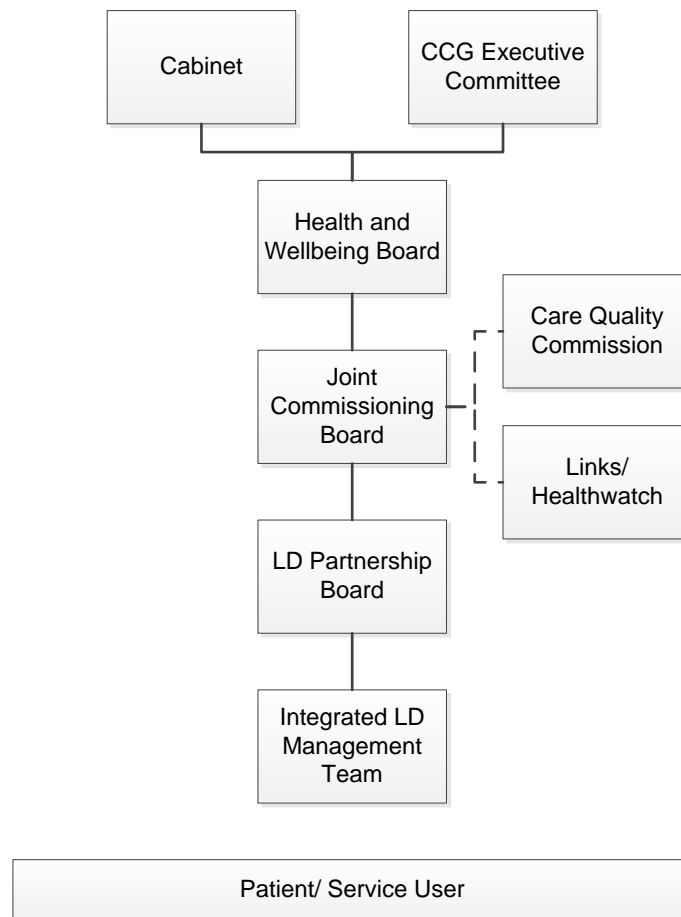 Cabinet
CCG Executive
Committee
Health and
Wellbeing Board
Care Quality
Commission
Joint
Commissioning
Board
Links/
Healthwatch
LD Partnership
Board
Integrated LD
Management
Team
Patient/ Service User